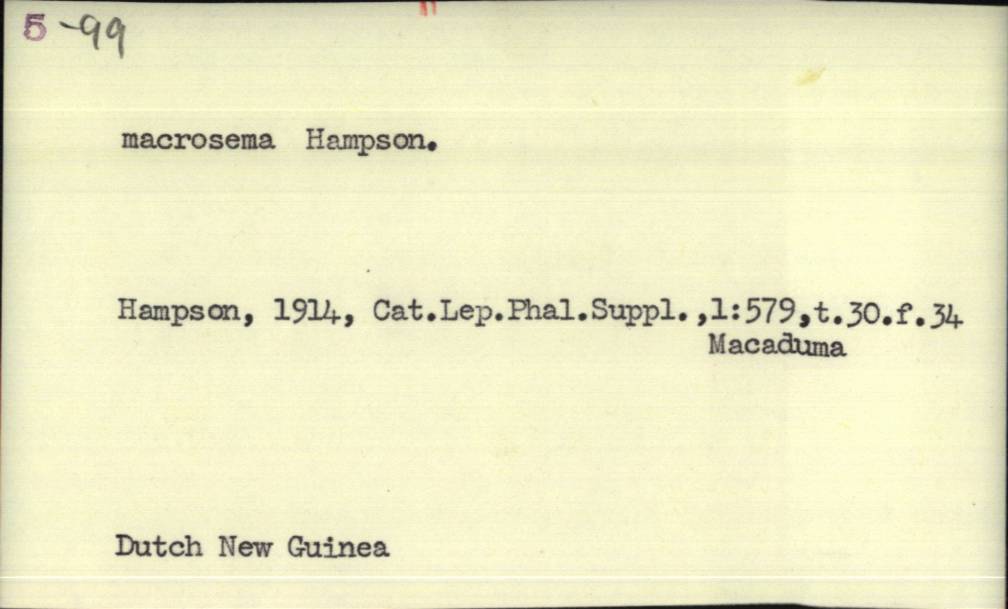 5-99
macrosema Hampson.
Hampson, 1914, Cat.Lep.Phal.Suppl.,1:579,t.30.f.34
Macaduma
Dutch New Guinea